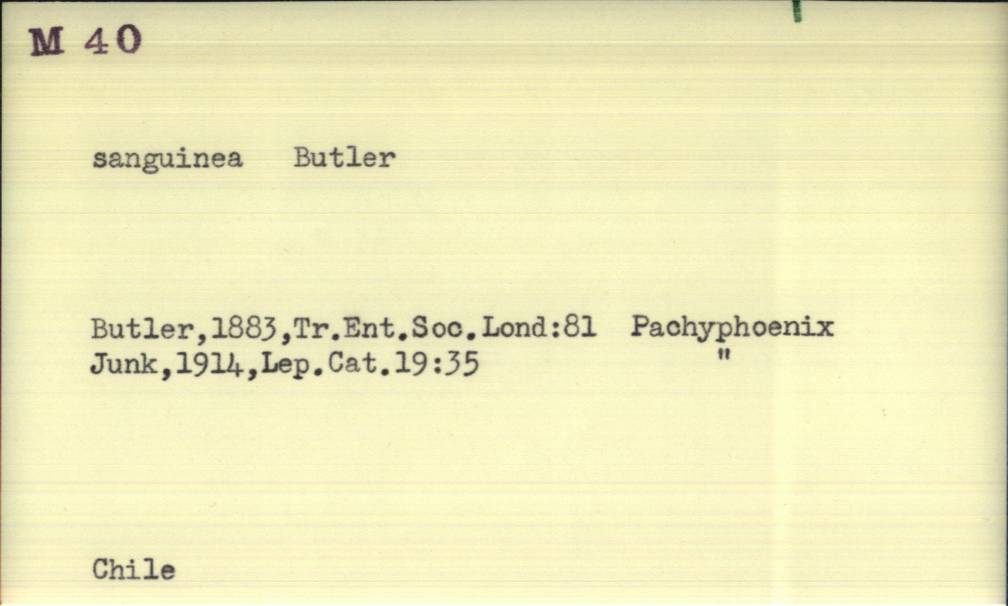 M 40
sanguinea Butler
Butler,1883,Tr.Ent.Soc.Lond:81 Pachyphoenix
Junk,1914,Lep.Cat.19:35 "
Chile